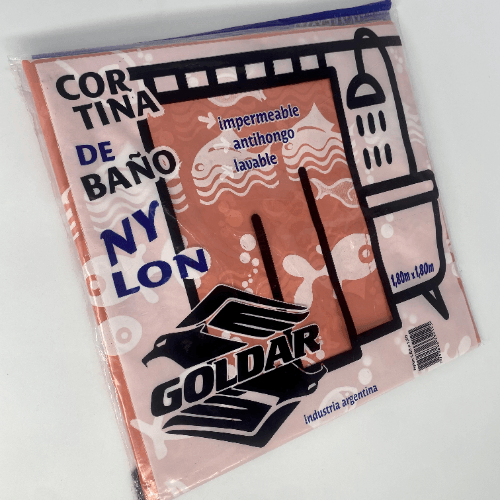 COR
TINA
DE
BAÑO
NY
LON
impermeable
antihongo
lavable
1,80m x 1,80m
GOLDAR
industria argentina